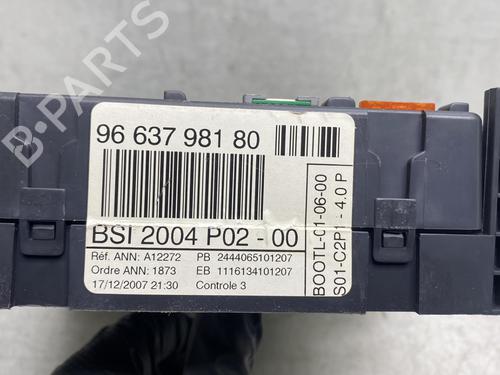 96 637 981 80
BSI 2004 P02 - 00
Réf. ANN: A12272 PB 2444065101207
Ordre ANN: 1873 EB 1116134101207
17/12/2007 21:30 Controle 3
BOOTL-01-06-00
S01-C2P1 - 4.0 P
B-PARTS